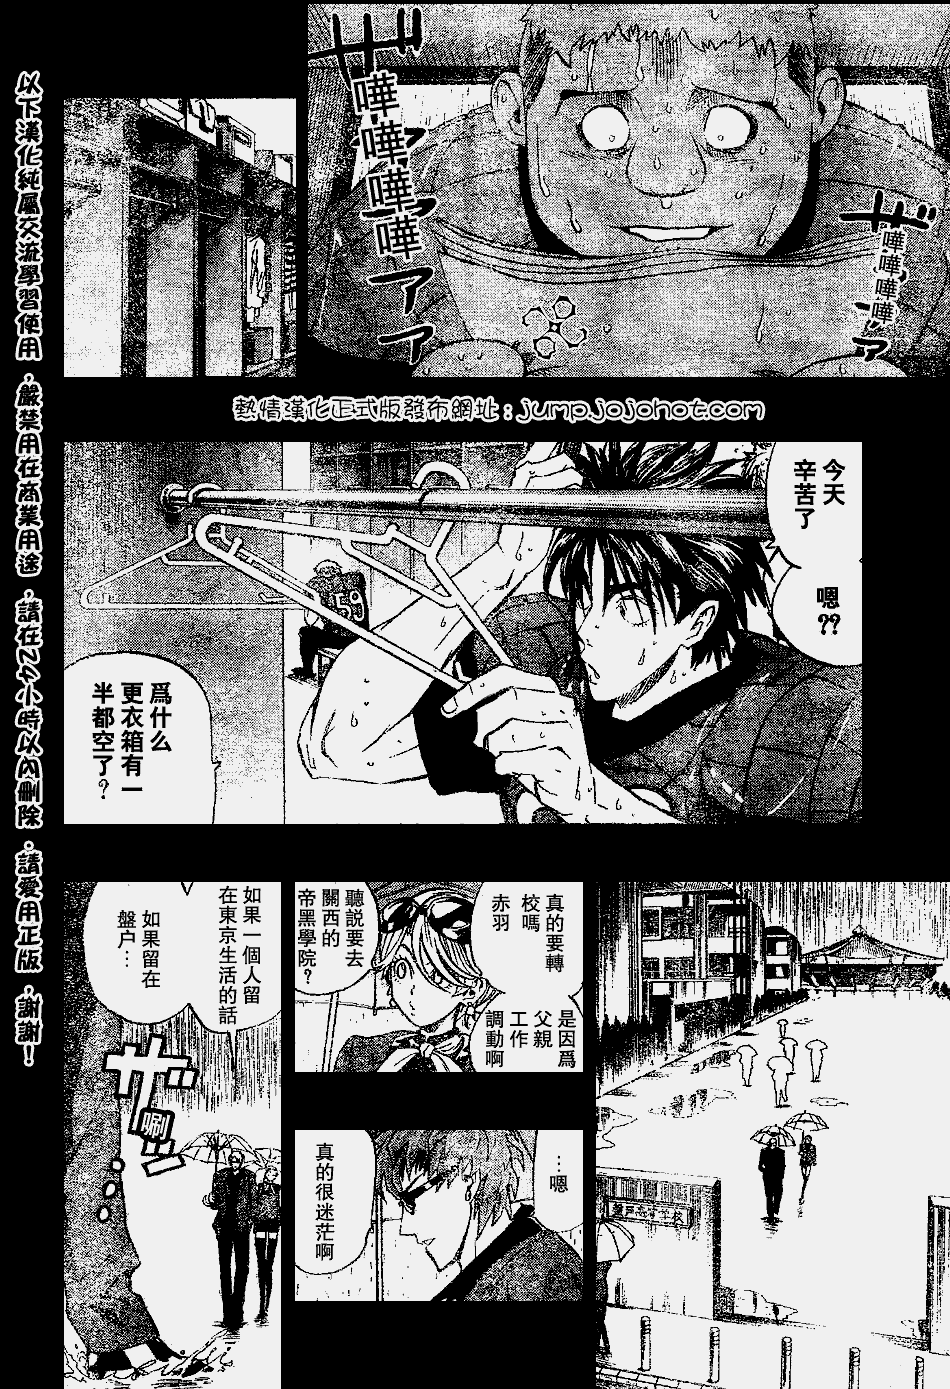 以下漢化純屬交流學習使用，嚴禁用在商業用途，請在24小時以內刪除。請愛用正版，謝謝！
嘩
嘩
嘩
嘩
ザ
ァ
ァ
嘩
嘩
嘩
嘩
ザ
ァ
熱情漢化正式版發布網址：jump.jojohot.com
今天
辛苦了
嗯??
59
爲什么
更衣箱有一
半都空了？
真的要轉
校嗎
赤羽
是因爲
父親
工作
調動啊
聽説要去
關西的
帝黑學院？
…嗯
真的很迷茫啊
如果一個人留
在東京生活的話
如果留在
盤户…
ザッ